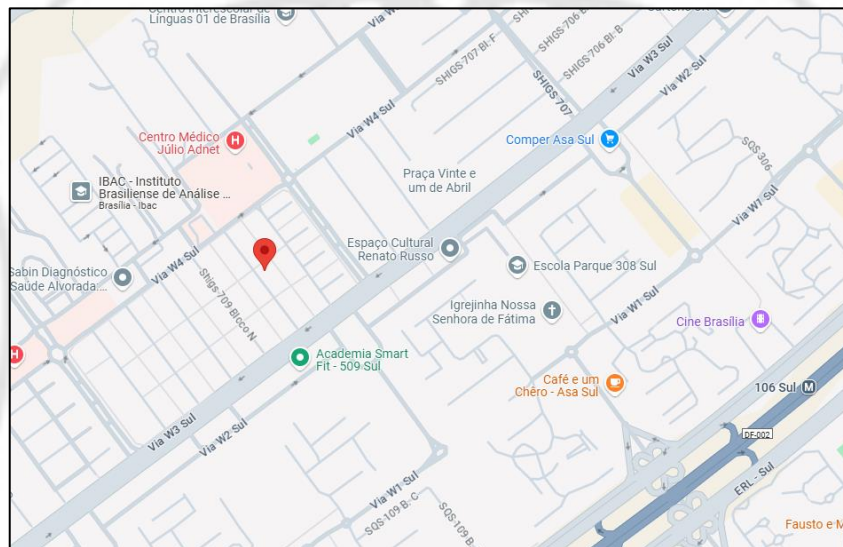 Centro Interescolar de
Línguas 01 de Brasília
SHIGS 707 Bl- F
SHIGS 706 Bl-
SHIGS 706 Bl- B
Via W3 Sul
Via W2 Sul
Via W4 Sul
SHIGS 707
Centro Médico
Júlio Adnet
Comper Asa Sul
SQS 306
Praça Vinte e
um de Abril
IBAC - Instituto
Brasiliense de Análise ...
Brasília - Ibac
Via W1 Sul
Espaço Cultural
Renato Russo
Via W4 Sul
Escola Parque 308 Sul
Sabin Diagnóstico
Saúde Alvorada....
Shigs 709 Bloco N
Igrejinha Nossa
Senhora de Fátima
Via W1 Sul
Cine Brasília
Academia Smart
Fit - 509 Sul
Café e um
Chêro - Asa Sul
106 Sul
Via W3 Sul
Via W2 Sul
DF-002
ERL - Sul
Via W1 Sul
SQS 109 B.- C
SQS 109 B-
Fausto e M